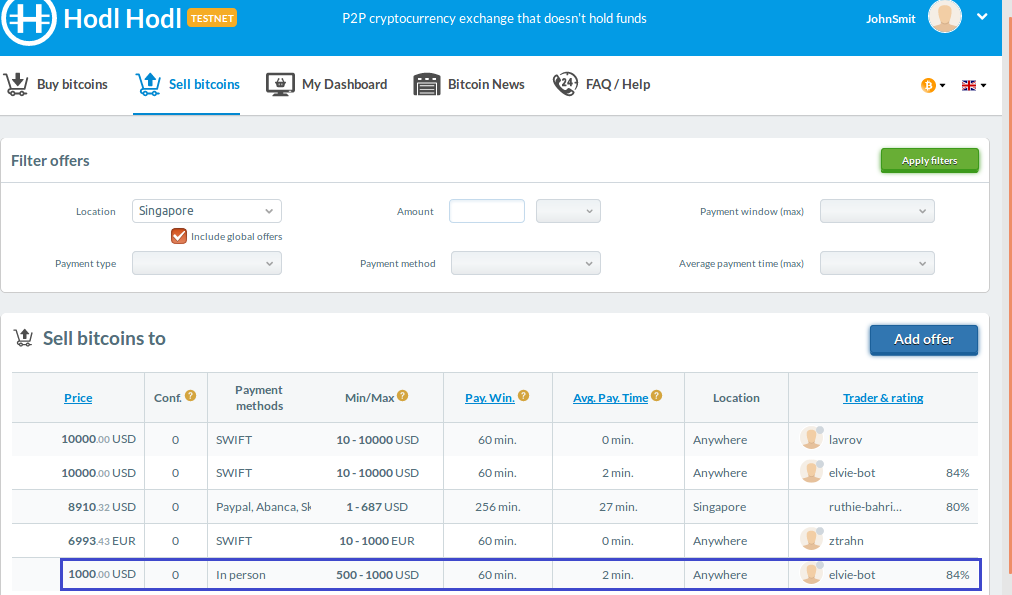 Hodl Hodl TESTNET P2P cryptocurrency exchange that doesn't hold funds JohnSmit
Buy bitcoins Sell bitcoins My Dashboard 24 Bitcoin News FAQ / Help
Filter offers Apply filters
Location Singapore Amount Payment window (max)
Include global offers
Payment type Payment method Average payment time (max)
Sell bitcoins to Add offer
Price Conf. ? Payment methods Min/Max ? Pay. Win. ? Avg. Pay. Time ? Location Trader & rating
10000.00 USD 0 SWIFT 10 - 10000 USD 60 min. 0 min. Anywhere lavrov
10000.00 USD 0 SWIFT 10 - 10000 USD 60 min. 2 min. Anywhere elvie-bot 84%
8910.32 USD 0 Paypal, Abanca, Sk 1 - 687 USD 256 min. 27 min. Singapore ruthie-bahri... 80%
6993.43 EUR 0 SWIFT 10 - 1000 EUR 60 min. 0 min. Anywhere ztrahn
1000.00 USD 0 In person 500 - 1000 USD 60 min. 2 min. Anywhere elvie-bot 84%